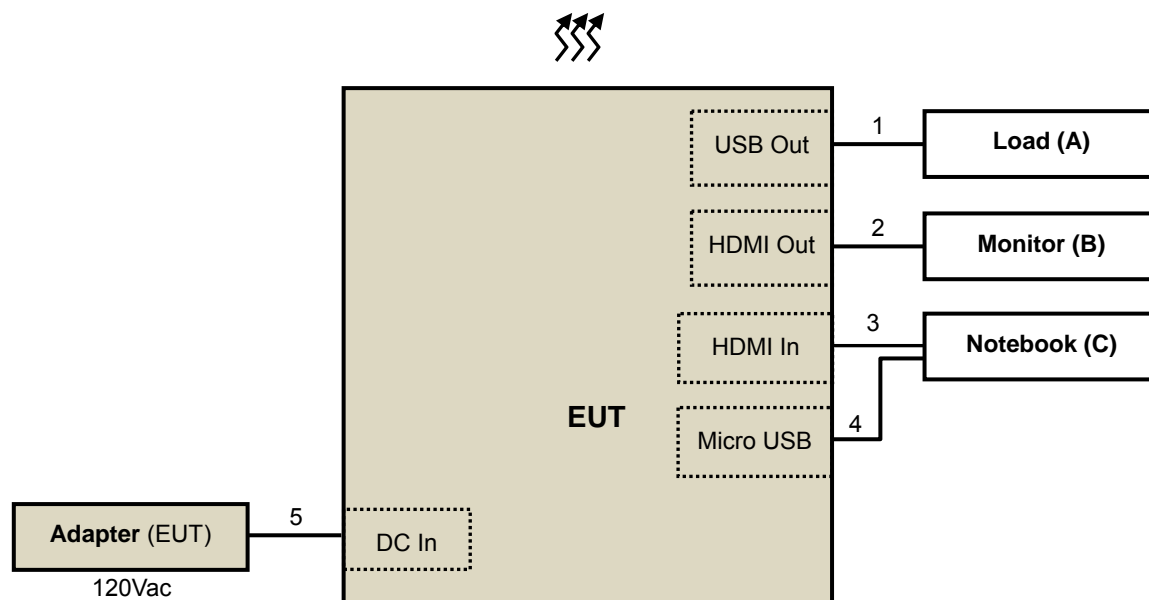 USB Out
1
Load (A)
HDMI Out
2
Monitor (B)
HDMI In
3
Notebook (C)
EUT
Micro USB
4
Adapter (EUT)
5
DC In
120Vac